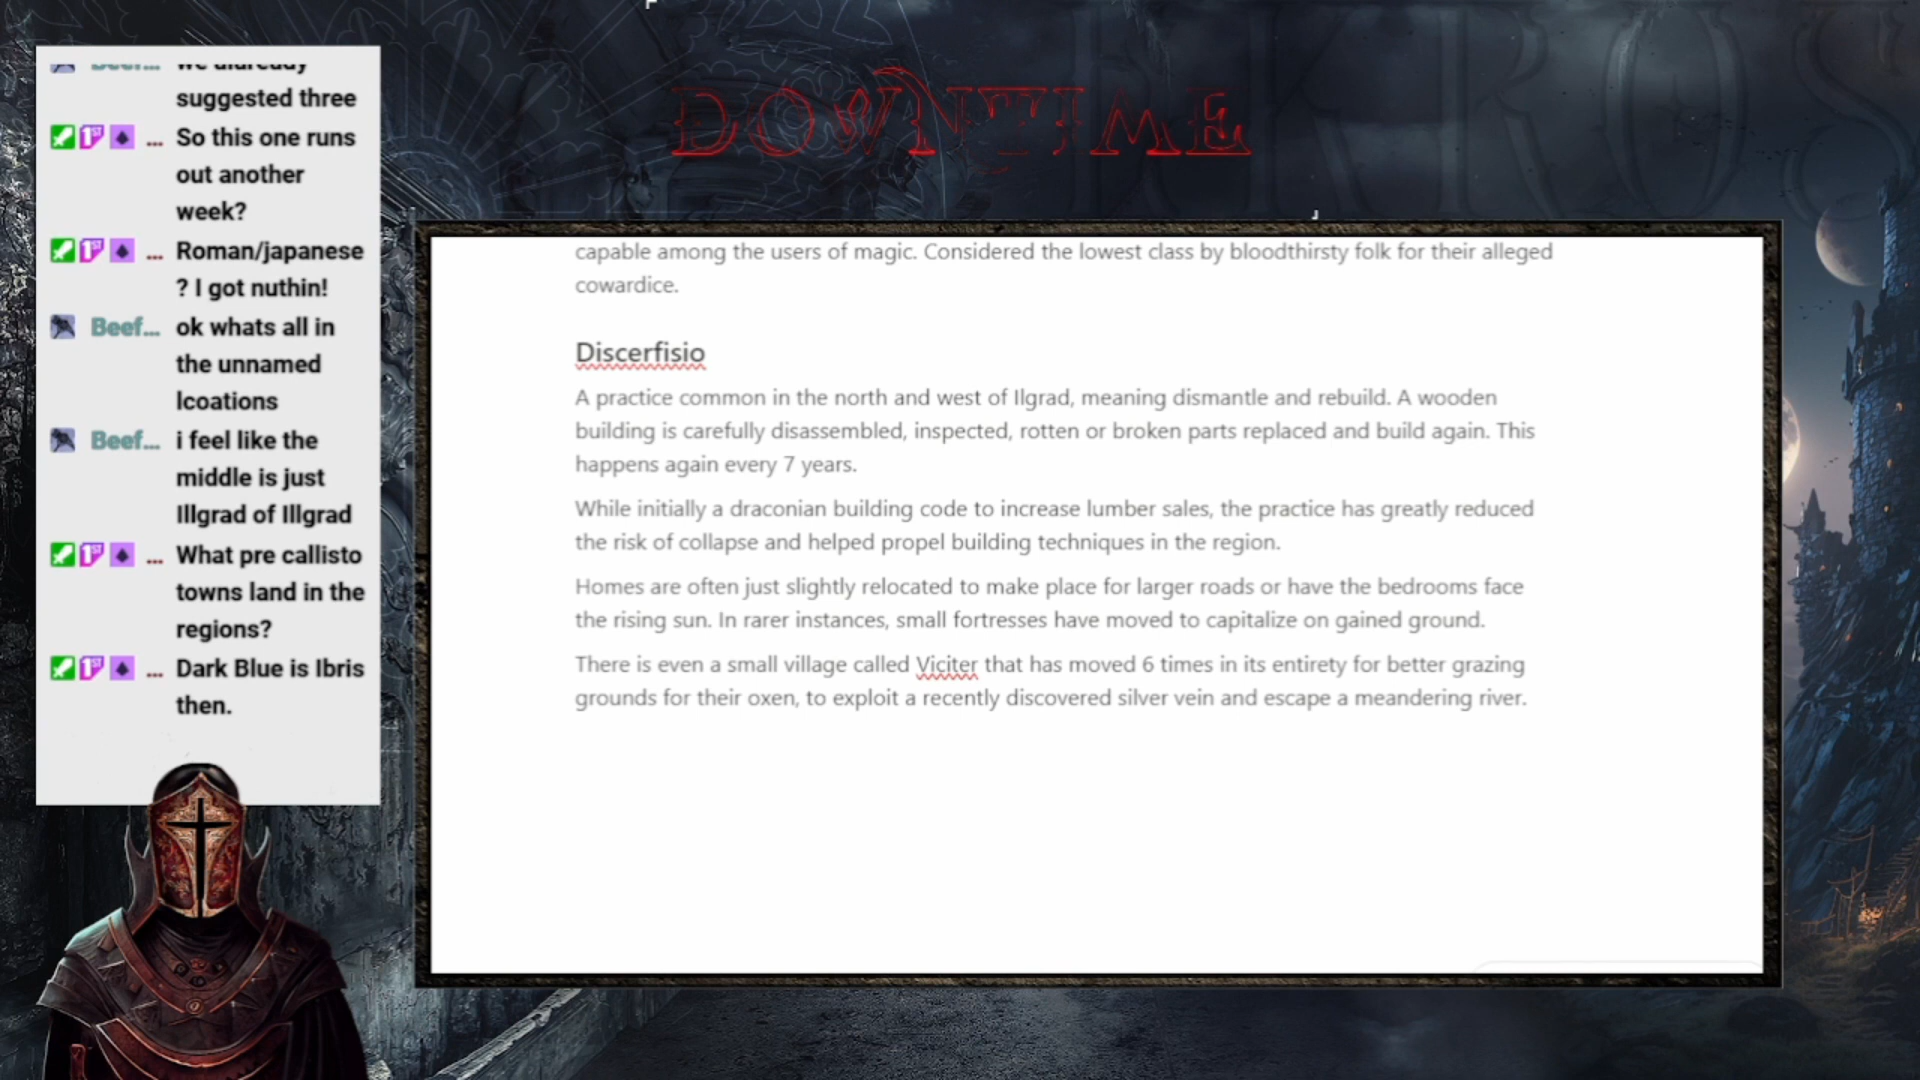 DOWNTIME
Beef... we aldready
suggested three
... So this one runs
out another
week?
... Roman/japanese
? I got nuthin!
Beef... ok whats all in
the unnamed
lcoations
Beef... i feel like the
middle is just
Illgrad of Illgrad
... What pre callisto
towns land in the
regions?
... Dark Blue is Ibris
then.
capable among the users of magic. Considered the lowest class by bloodthirsty folk for their alleged
cowardice.
Discerfisio
A practice common in the north and west of Ilgrad, meaning dismantle and rebuild. A wooden
building is carefully disassembled, inspected, rotten or broken parts replaced and build again. This
happens again every 7 years.
While initially a draconian building code to increase lumber sales, the practice has greatly reduced
the risk of collapse and helped propel building techniques in the region.
Homes are often just slightly relocated to make place for larger roads or have the bedrooms face
the rising sun. In rarer instances, small fortresses have moved to capitalize on gained ground.
There is even a small village called Viciter that has moved 6 times in its entirety for better grazing
grounds for their oxen, to exploit a recently discovered silver vein and escape a meandering river.